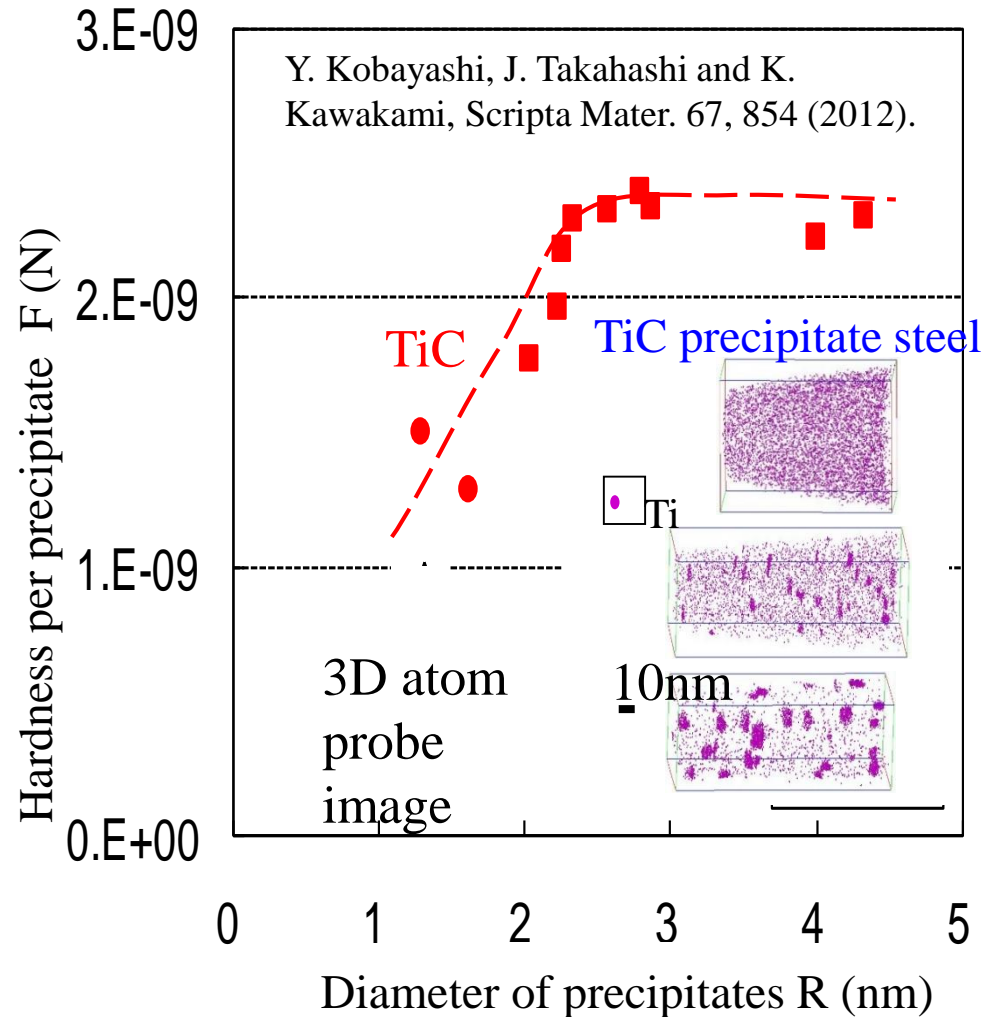 3.E-09
Y. Kobayashi, J. Takahashi and K.
Kawakami, Scripta Mater. 67, 854 (2012).
Hardness per precipitate F (N)
2.E-09
TiC
TiC precipitate steel
Ti
1.E-09
3D atom
probe
image
10nm
0.E+00
0 1 2 3 4 5
Diameter of precipitates R (nm)